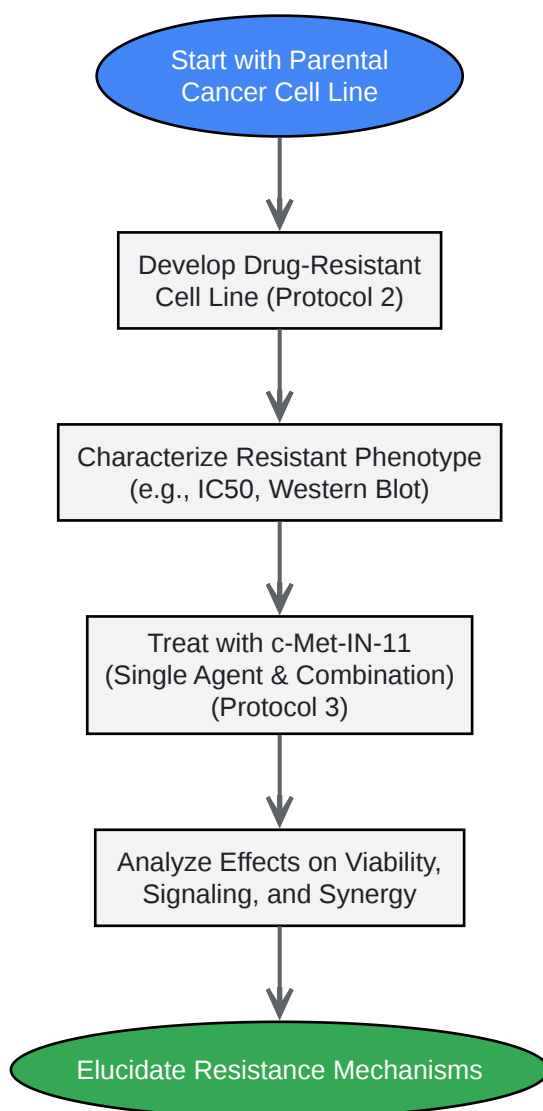 Start with Parental
Cancer Cell Line
Develop Drug-Resistant
Cell Line (Protocol 2)
Characterize Resistant Phenotype
(e.g., IC50, Western Blot)
Treat with c-Met-IN-11
(Single Agent & Combination)
(Protocol 3)
Analyze Effects on Viability,
Signaling, and Synergy
Elucidate Resistance Mechanisms